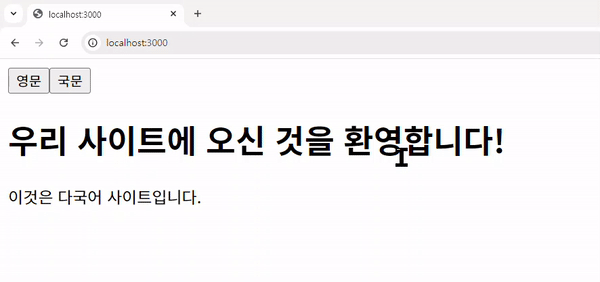 localhost:3000
localhost:3000
영문 국문
우리 사이트에 오신 것을 환영합니다!
이것은 다국어 사이트입니다.